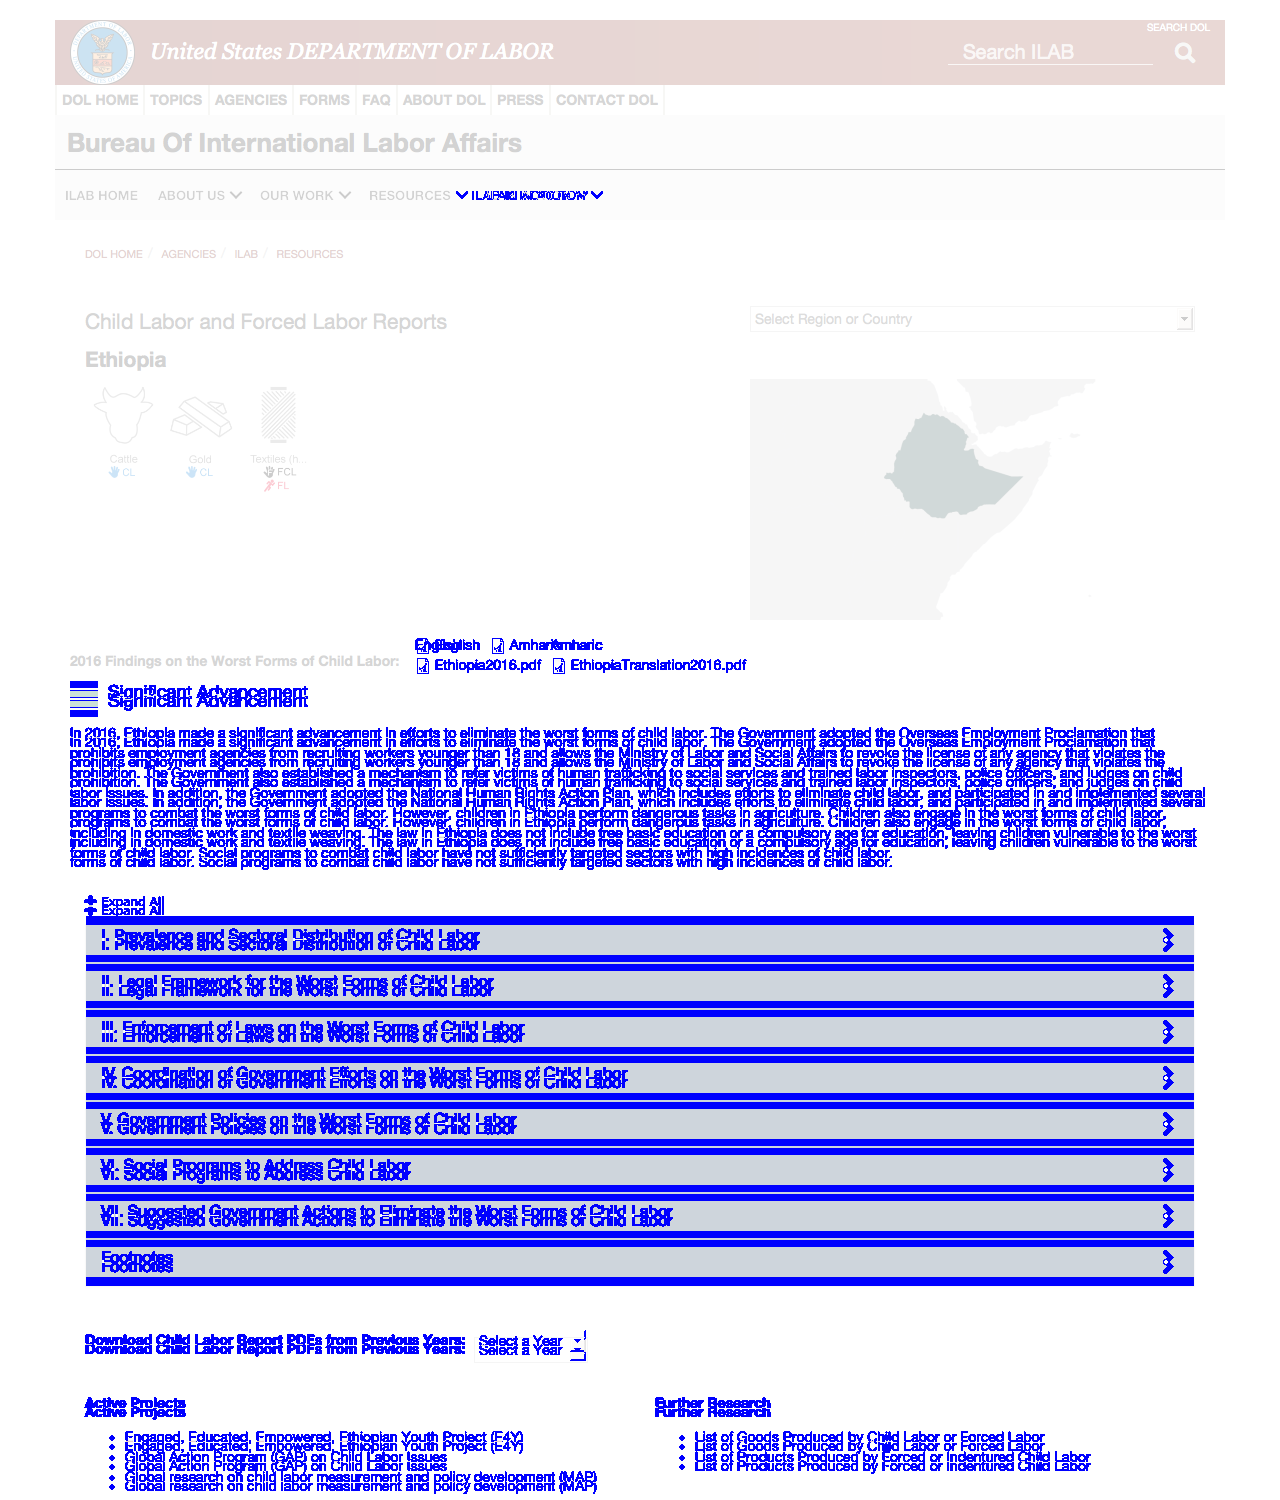 United States DEPARTMENT OF LABOR
SEARCH DOL
Search ILAB
DOL HOME TOPICS AGENCIES FORMS FAQ ABOUT DOL PRESS CONTACT DOL
Bureau Of International Labor Affairs
ILAB HOME ABOUT US OUR WORK RESOURCES
DOL HOME / AGENCIES / ILAB / RESOURCES
Child Labor and Forced Labor Reports
Select Region or Country
Ethiopia
Cattle Gold Textiles (h...
CL CL FCL
FL
English Amharic
2016 Findings on the Worst Forms of Child Labor:
Ethiopia2016.pdf EthiopiaTranslation2016.pdf
Significant Advancement
In 2016, Ethiopia made a significant advancement in efforts to eliminate the worst forms of child labor. The Government adopted the Overseas Employment Proclamation that
prohibits employment agencies from recruiting workers younger than 18 and allows the Ministry of Labor and Social Affairs to revoke the license of any agency that violates the
prohibition. The Government also established a mechanism to refer victims of human trafficking to social services and trained labor inspectors, police officers, and judges on child
labor issues. In addition, the Government adopted the National Human Rights Action Plan, which includes efforts to eliminate child labor, and participated in and implemented several
programs to combat the worst forms of child labor. However, children in Ethiopia perform dangerous tasks in agriculture. Children also engage in the worst forms of child labor,
including in domestic work and textile weaving. The law in Ethiopia does not include free basic education or a compulsory age for education, leaving children vulnerable to the worst
forms of child labor. Social programs to combat child labor have not sufficiently targeted sectors with high incidences of child labor.
Expand All
I. Prevalence and Sectoral Distribution of Child Labor
II. Legal Framework for the Worst Forms of Child Labor
III. Enforcement of Laws on the Worst Forms of Child Labor
IV. Coordination of Government Efforts on the Worst Forms of Child Labor
V. Government Policies on the Worst Forms of Child Labor
VI. Social Programs to Address Child Labor
VII. Suggested Government Actions to Eliminate the Worst Forms of Child Labor
Footnotes
Download Child Labor Report PDFs from Previous Years: Select a Year
Active Projects
Engaged, Educated, Empowered, Ethiopian Youth Project (E4Y)
Global Action Program (GAP) on Child Labor Issues
Global research on child labor measurement and policy development (MAP)
Further Research
List of Goods Produced by Child Labor or Forced Labor
List of Products Produced by Forced or Indentured Child Labor